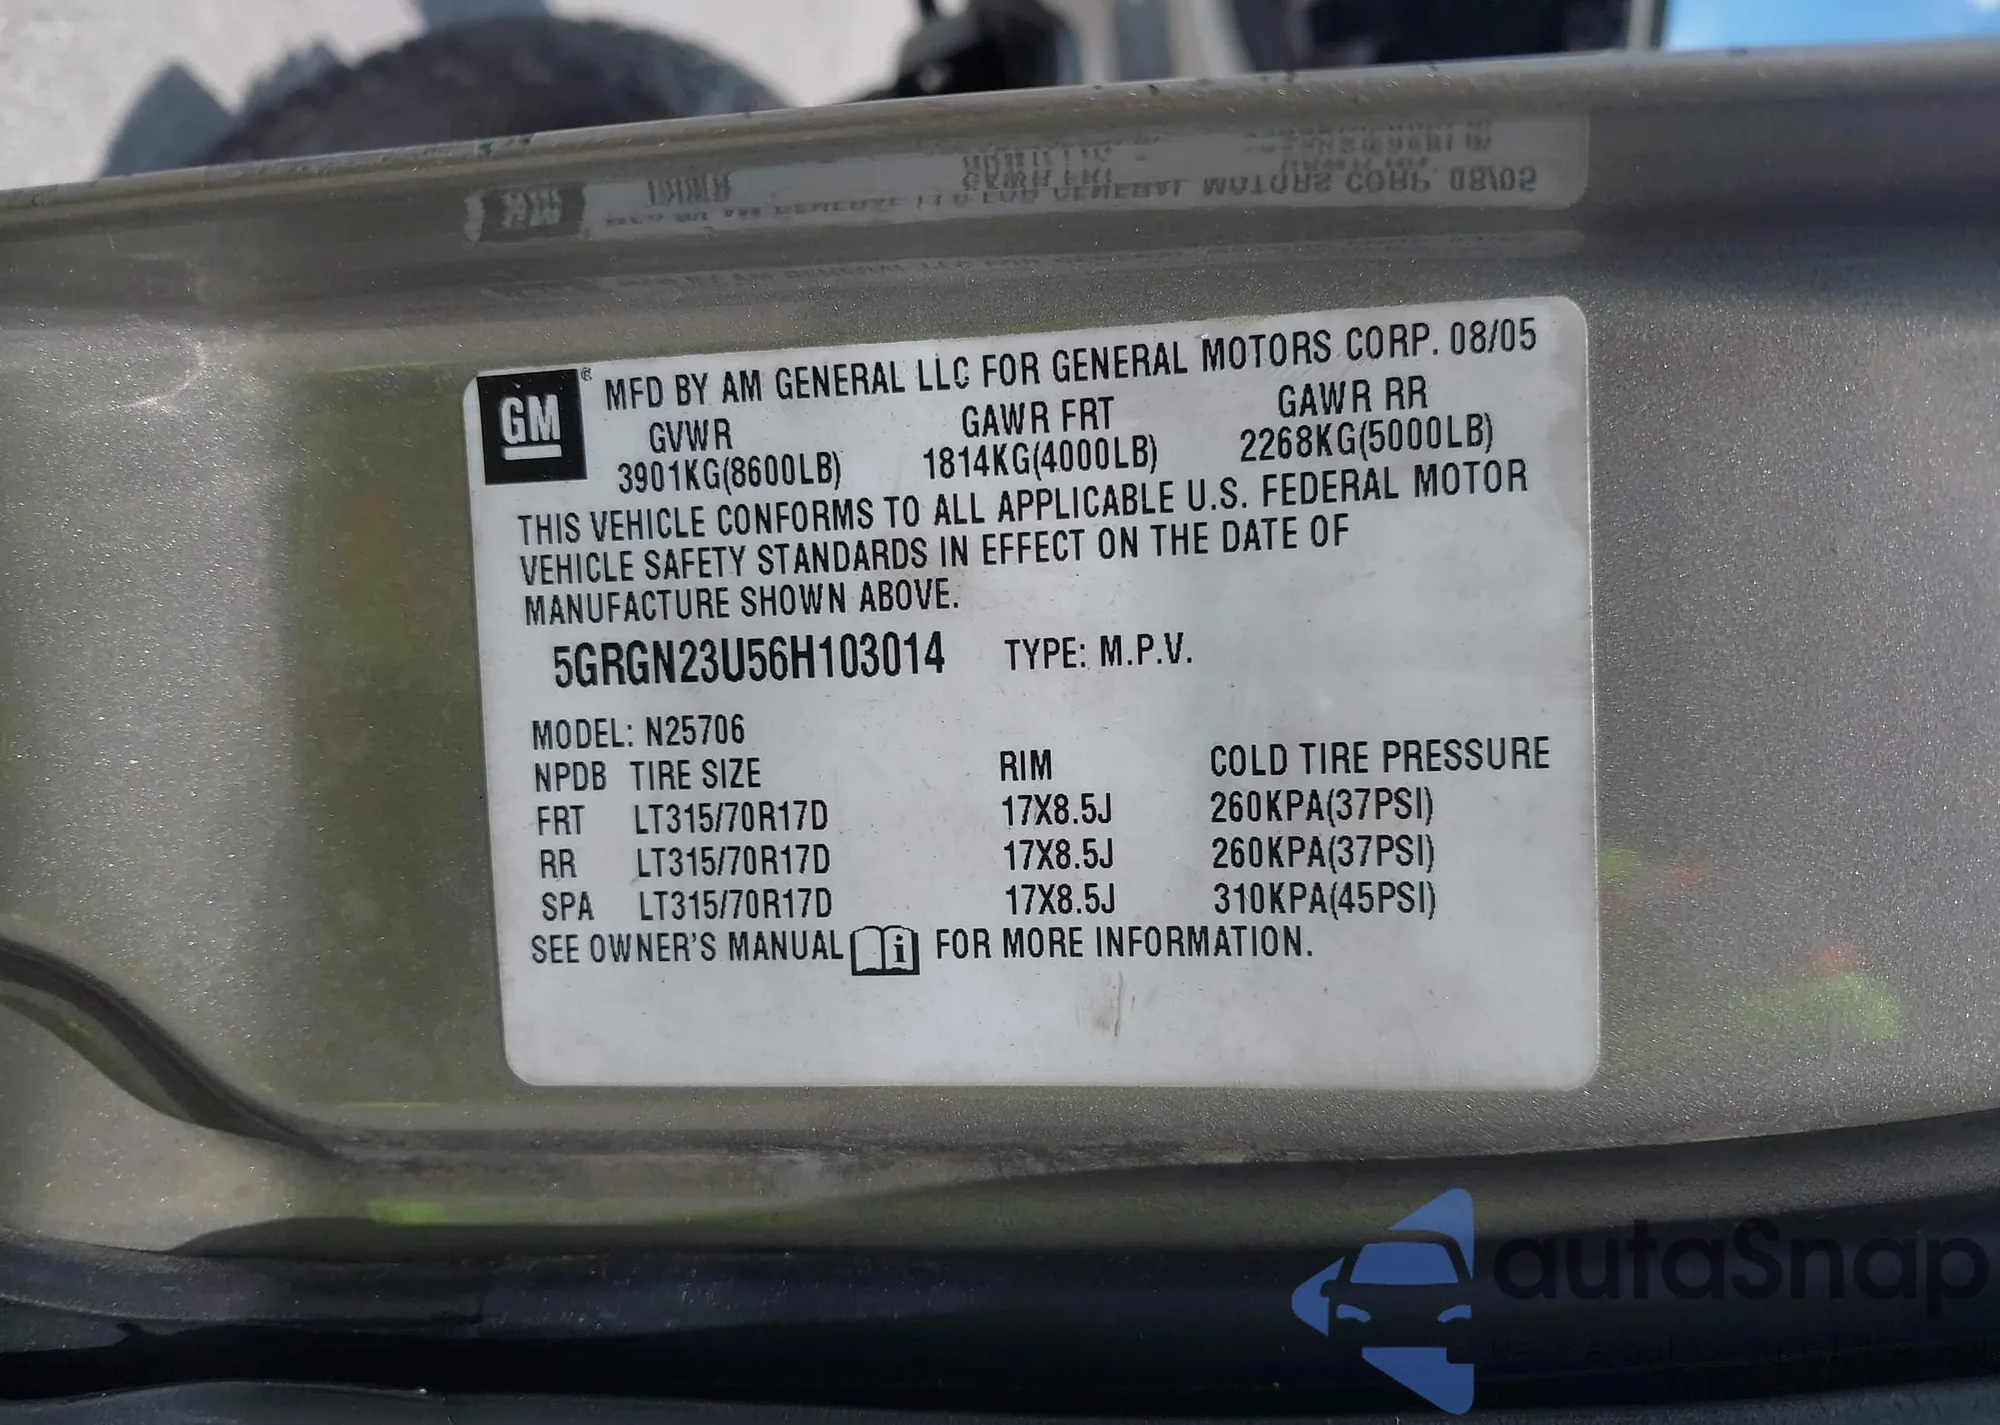 GM ® MFD BY AM GENERAL LLC FOR GENERAL MOTORS CORP. 08/05
GVWR GAWR FRT GAWR RR
3901KG(8600LB) 1814KG(4000LB) 2268KG(5000LB)
THIS VEHICLE CONFORMS TO ALL APPLICABLE U.S. FEDERAL MOTOR
VEHICLE SAFETY STANDARDS IN EFFECT ON THE DATE OF
MANUFACTURE SHOWN ABOVE.
5GRGN23U56H103014 TYPE: M.P.V.
MODEL: N25706
NPDB TIRE SIZE RIM COLD TIRE PRESSURE
FRT LT315/70R17D 17X8.5J 260KPA(37PSI)
RR LT315/70R17D 17X8.5J 260KPA(37PSI)
SPA LT315/70R17D 17X8.5J 310KPA(45PSI)
SEE OWNER'S MANUAL i FOR MORE INFORMATION.
autaSnap